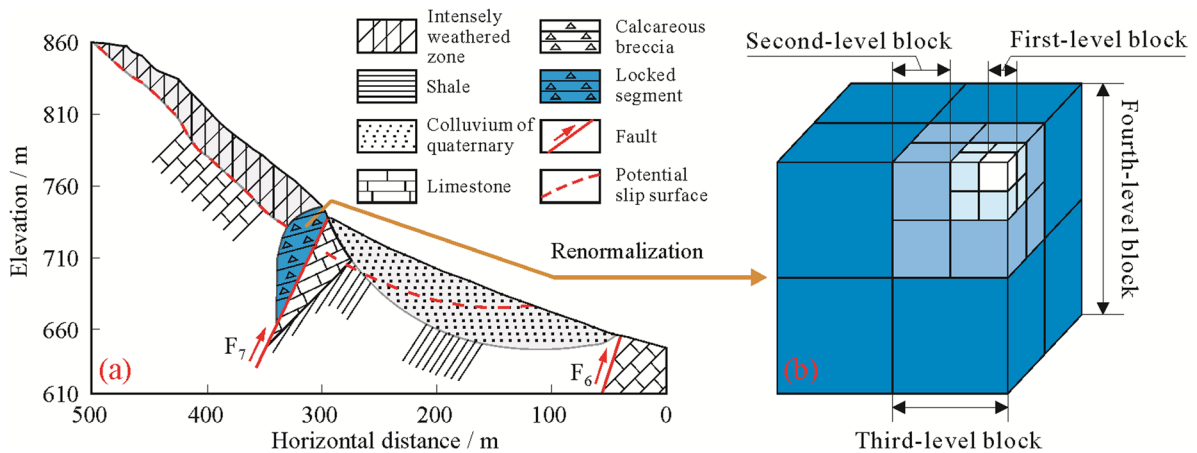 Intensely
weathered
zone
Calcareous
breccia
Shale
Locked
segment
Colluvium of
quaternary
Fault
Limestone
Potential
slip surface
Elevation / m
860
810
760
710
660
610
500
400
300
200
100
0
Horizontal distance / m
F7
F6
(a)
Renormalization
Second-level block
First-level block
Fourth-level block
Third-level block
(b)